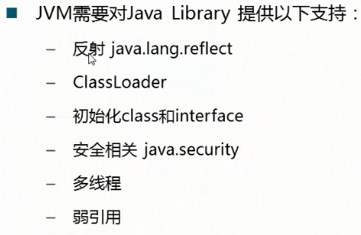 JVM需要对Java Library 提供以下支持：
– 反射 java.lang.reflect
– ClassLoader
– 初始化class和interface
– 安全相关 java.security
– 多线程
– 弱引用